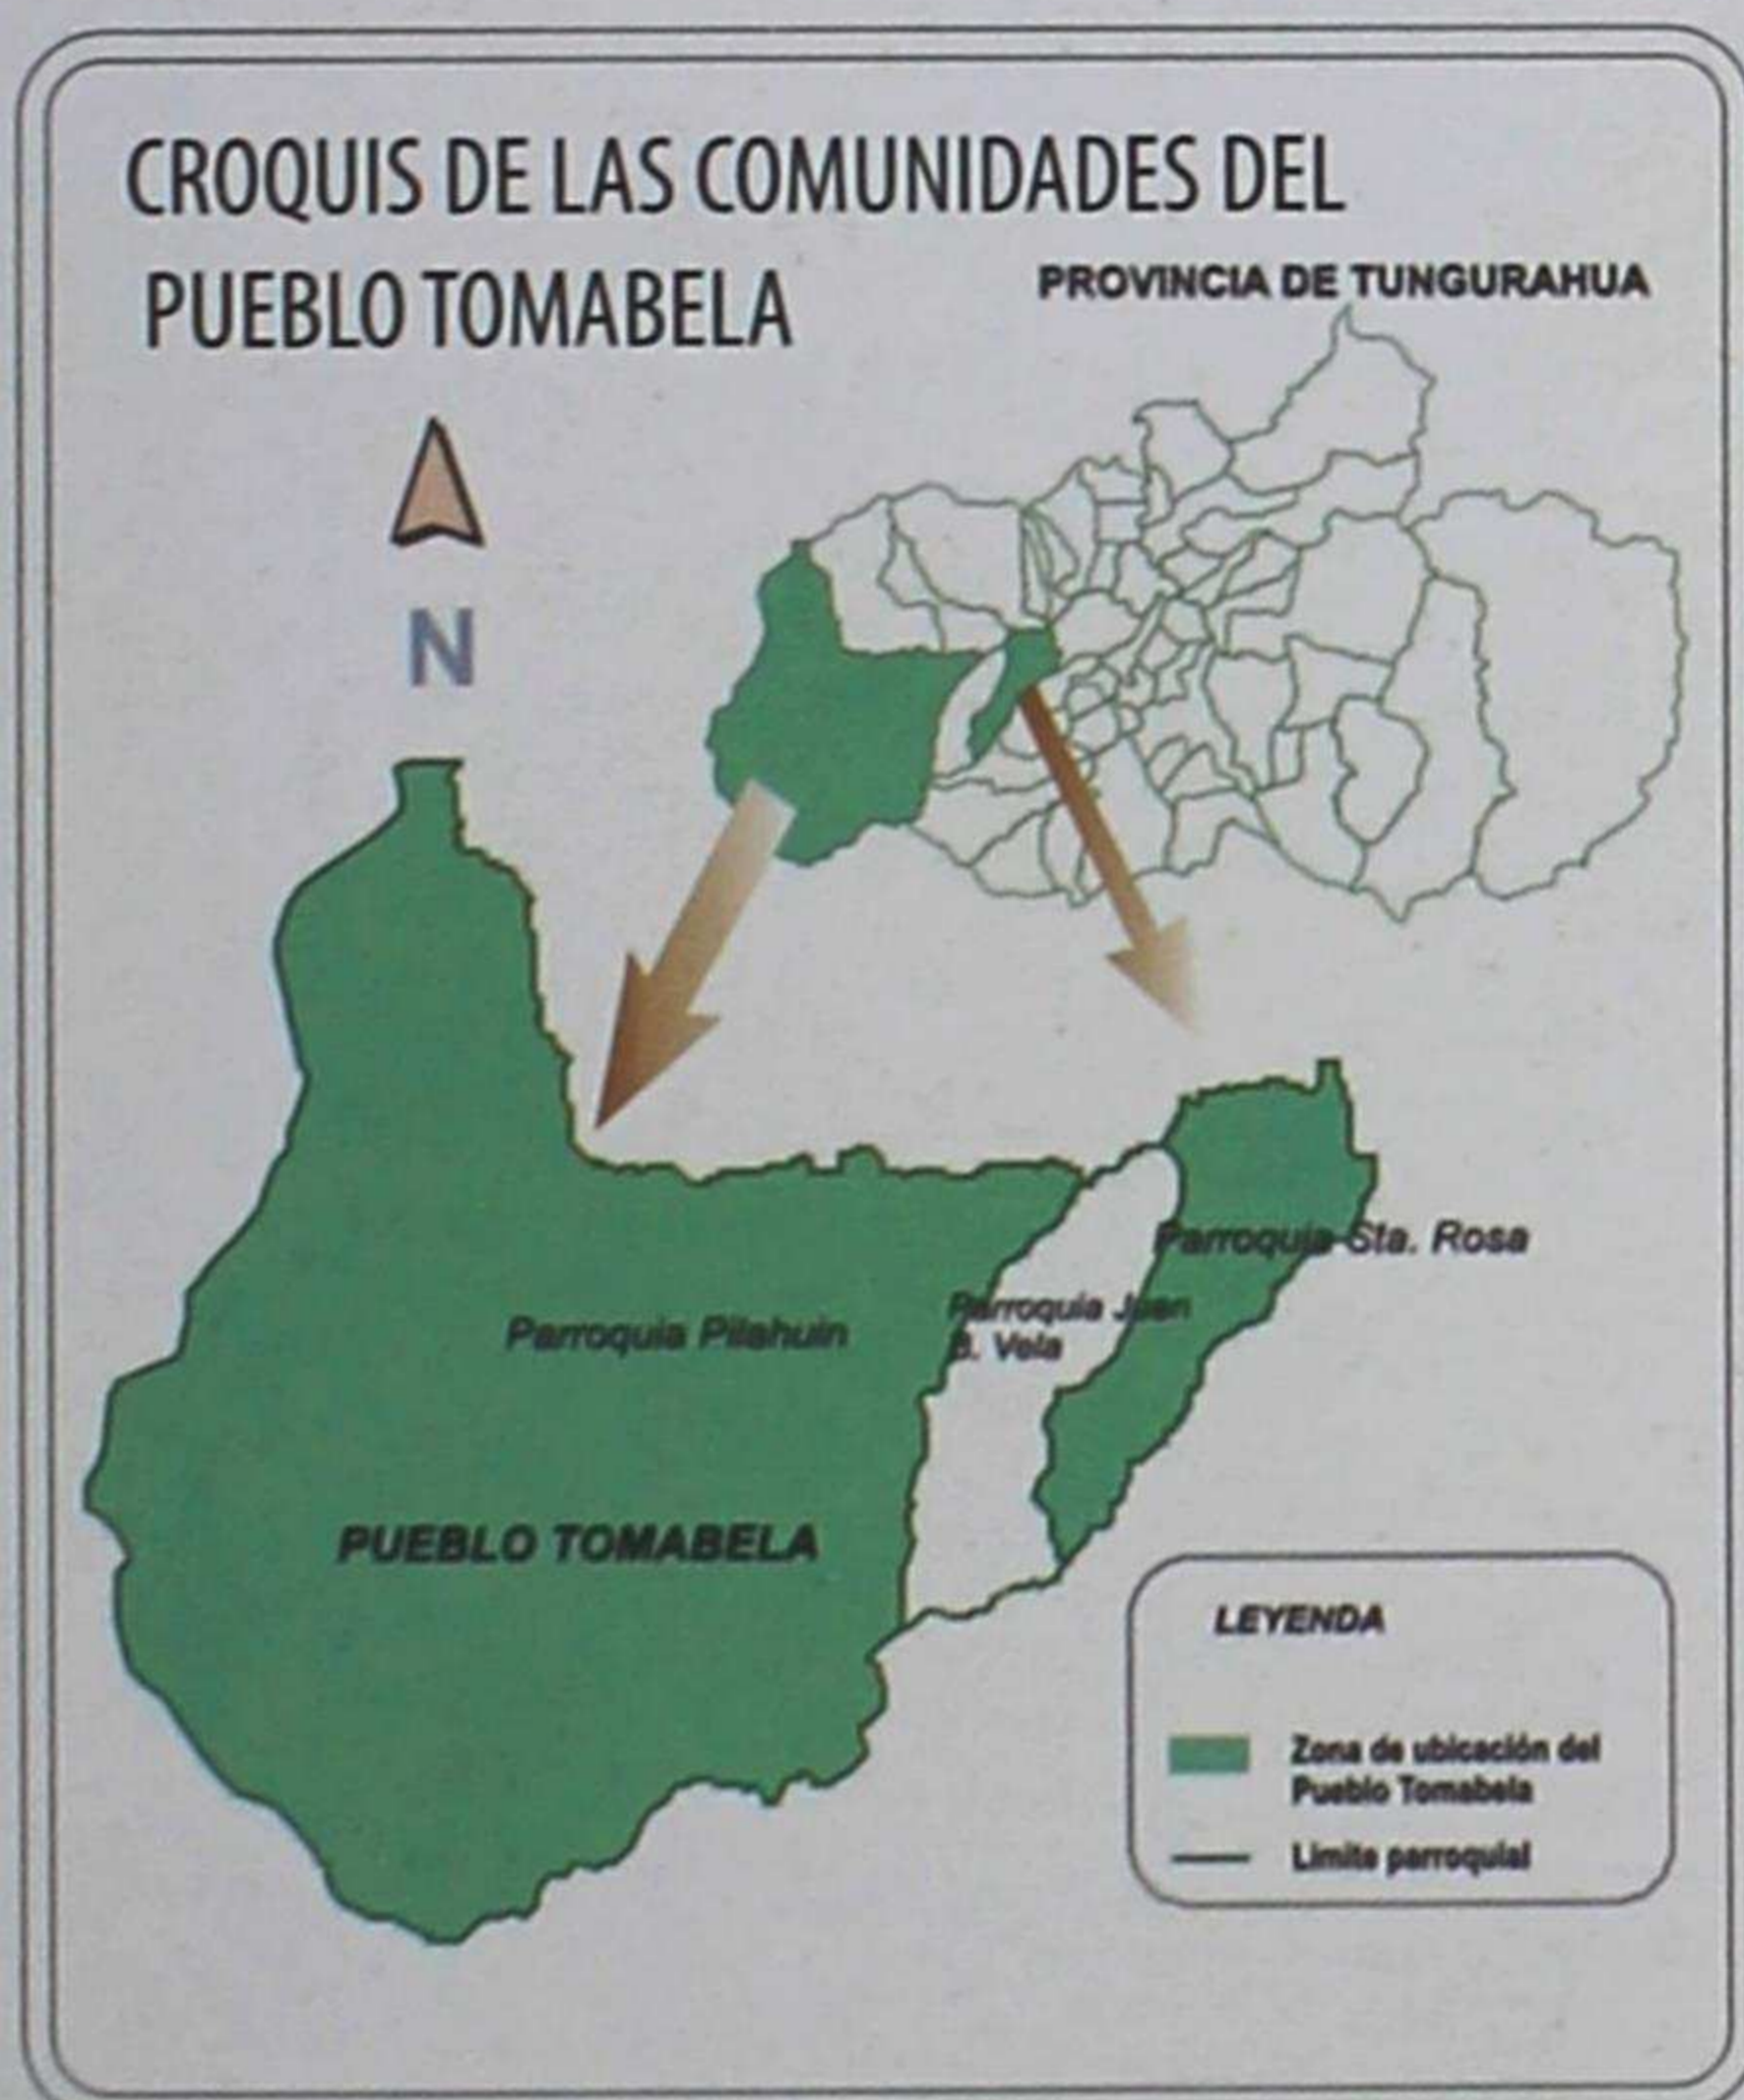 CROQUIS DE LAS COMUNIDADES DEL
PUEBLO TOMABELA
PROVINCIA DE TUNGURAHUA
N
Parroquia Sta. Rosa
Parroquia Juan
B. Vela
Parroquia Pilahuin
PUEBLO TOMABELA
LEYENDA
Zona de ubicación del
Pueblo Tomabela
Limite parroquial